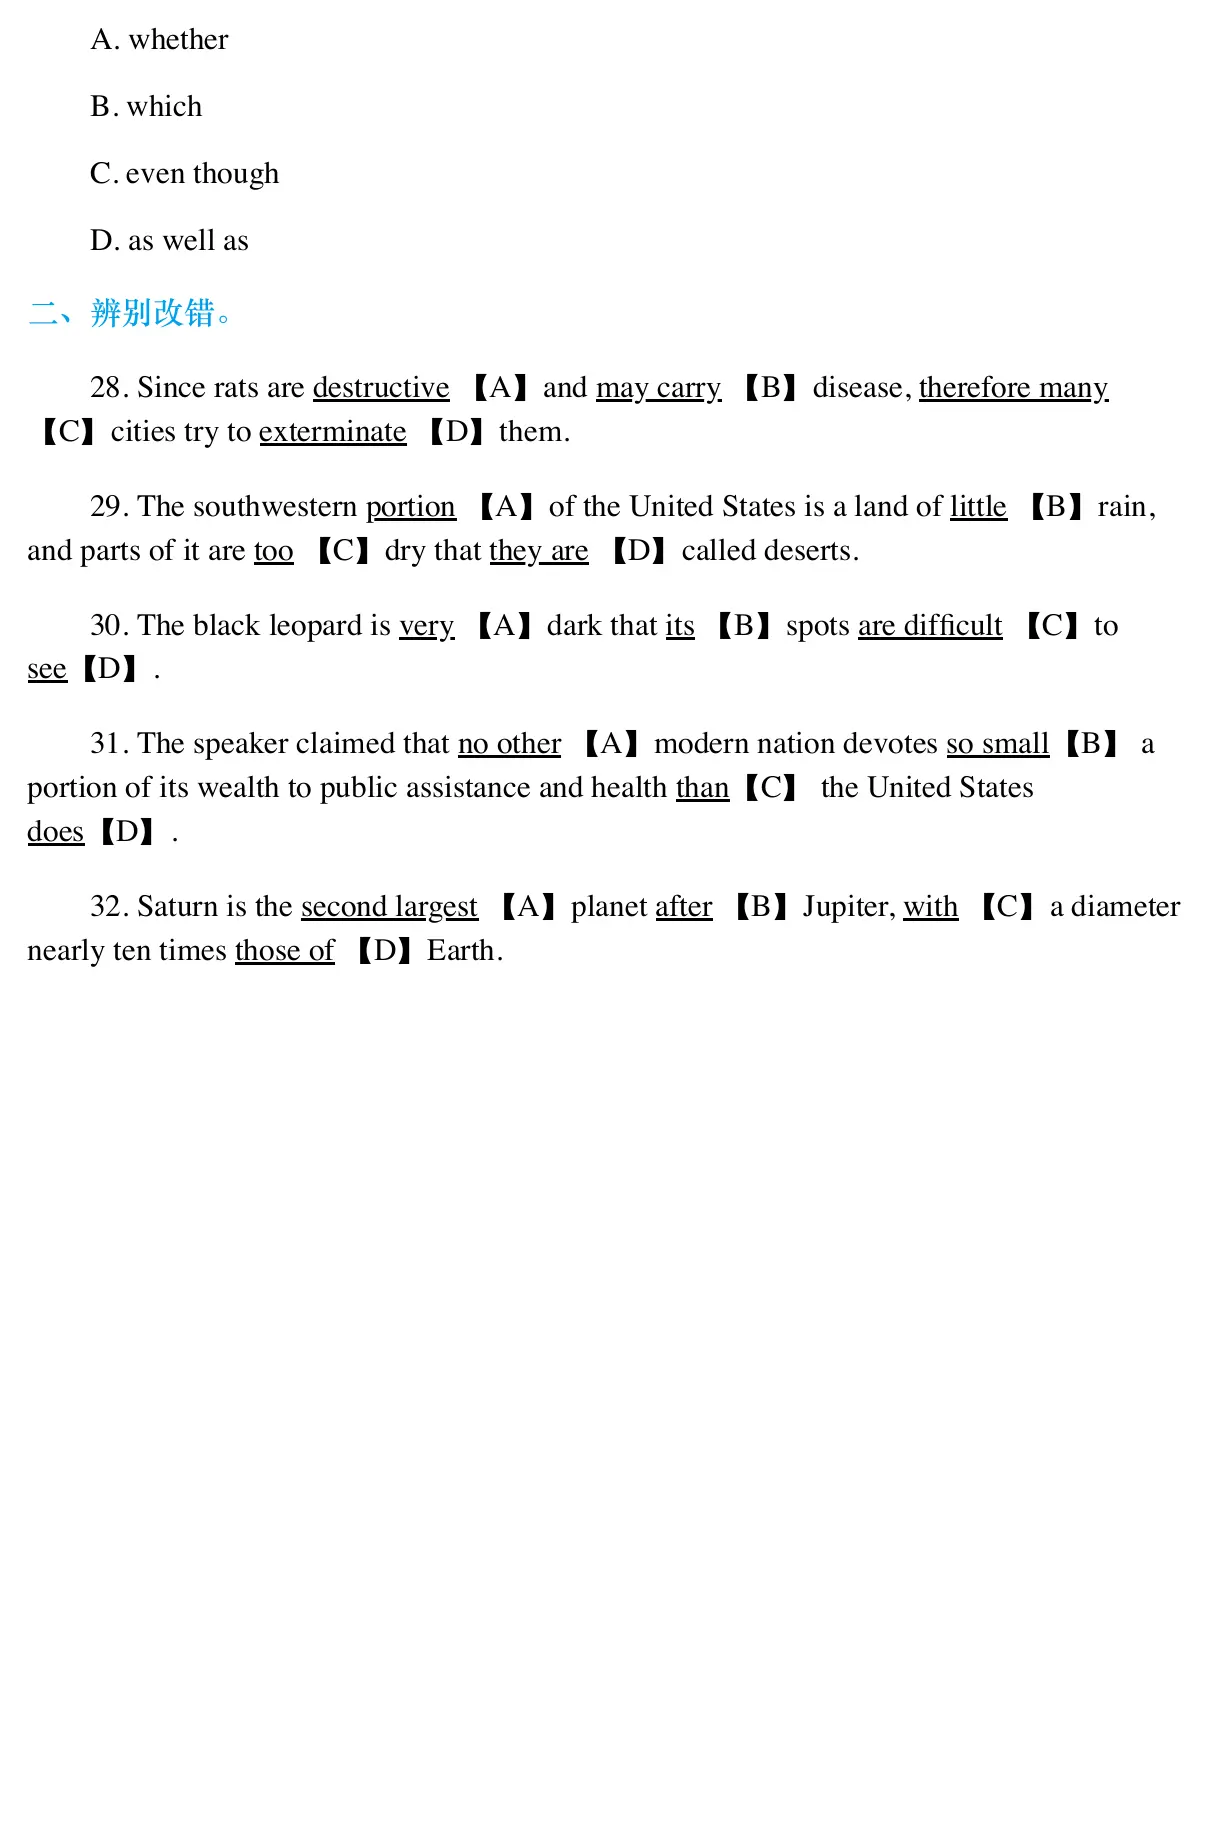 A. whether
B. which
C. even though
D. as well as
二、辨别改错。
28. Since rats are destructive 【A】and may carry 【B】disease, therefore many
【C】cities try to exterminate 【D】them.
29. The southwestern portion 【A】of the United States is a land of little 【B】rain,
and parts of it are too 【C】dry that they are 【D】called deserts.
30. The black leopard is very 【A】dark that its 【B】spots are difficult 【C】to
see【D】.
31. The speaker claimed that no other 【A】modern nation devotes so small【B】 a
portion of its wealth to public assistance and health than【C】 the United States
does【D】.
32. Saturn is the second largest 【A】planet after 【B】Jupiter, with 【C】a diameter
nearly ten times those of 【D】Earth.